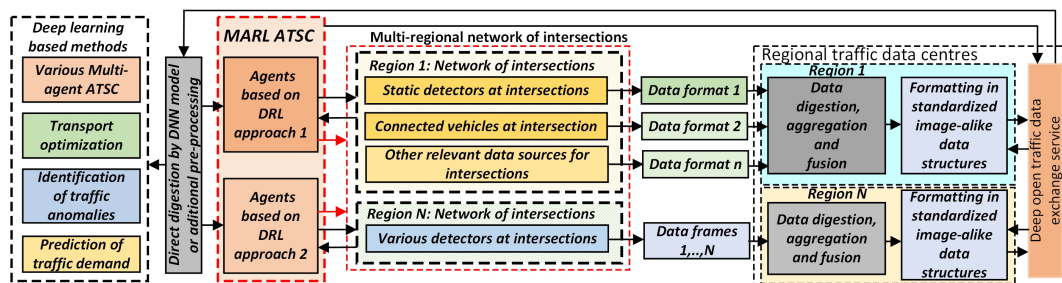 Deep learning
based methods
Various Multi-
agent ATSC
Transport
optimization
Identification
of traffic
anomalies
Prediction of
traffic demand
Direct digestion by DNN model
or aditional pre-processing
MARL ATSC
Agents
based on
DRL
approach 1
Agents
based on
DRL
approach 2
Multi-regional network of intersections
Region 1: Network of intersections
Static detectors at intersections
Connected vehicles at intersection
Other relevant data sources for
intersections
Region N: Network of intersections
Various detectors at intersections
Data format 1
Data format 2
Data format n
Data frames
1,..,N
Regional traffic data centres
Region 1
Data
digestion,
aggregation
and
fusion
Formatting in
standardized
image-alike
data
structures
Region N
Data digestion,
aggregation
and fusion
Formatting in
standardized
image-alike
data
structures
Deep open traffic data
exchange service